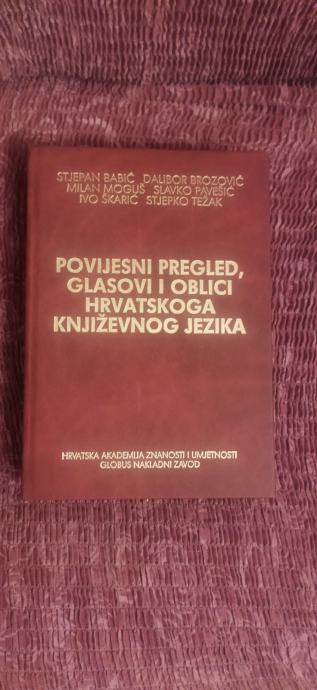 STJEPAN BABIĆ DALIBOR BROZOVIĆ
MILAN MOGUŠ SLAVKO PAVEŠIĆ
IVO ŠKARIĆ STJEPKO TEŽAK
POVIJESNI PREGLED,
GLASOVI I OBLICI
HRVATSKOGA
KNJIŽEVNOG JEZIKA
HRVATSKA AKADEMIJA ZNANOSTI I UMJETNOSTI
GLOBUS NAKLADNI ZAVOD